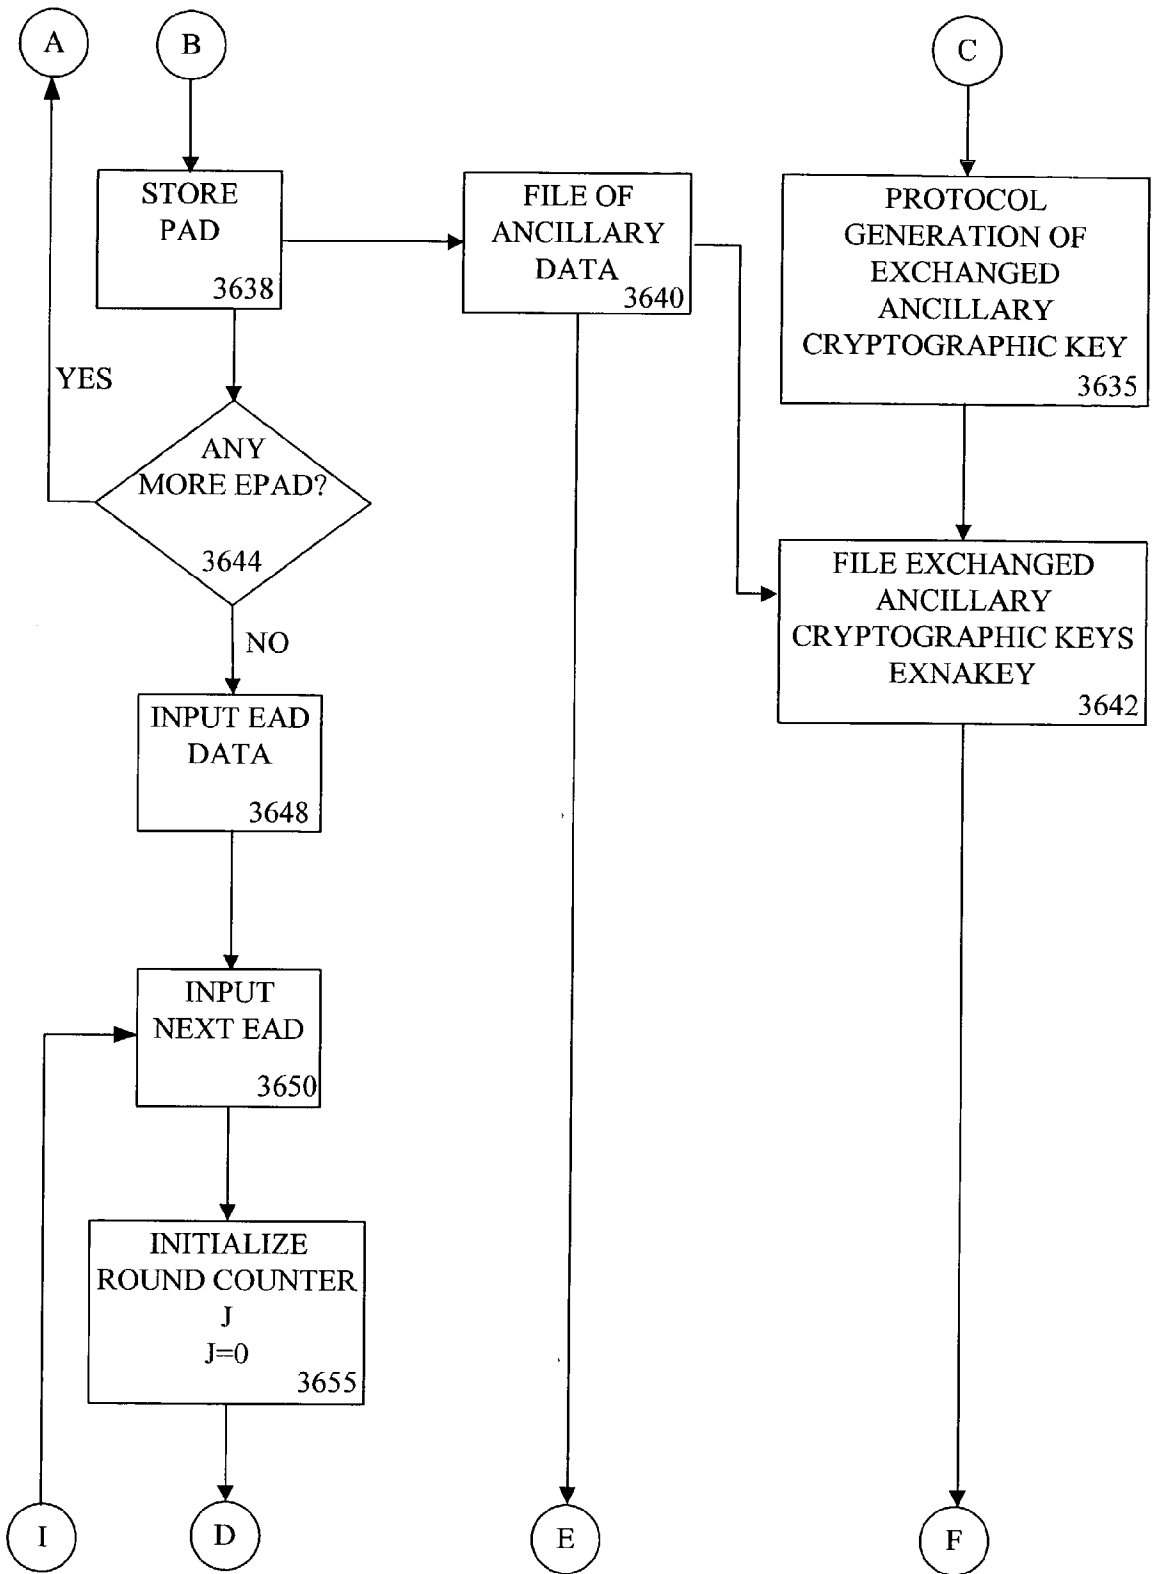 A
B
C
STORE
PAD
3638
FILE OF
ANCILLARY
DATA
3640
PROTOCOL
GENERATION OF
EXCHANGED
ANCILLARY
CRYPTOGRAPHIC KEY
3635
YES
ANY
MORE EPAD?
3644
NO
FILE EXCHANGED
ANCILLARY
CRYPTOGRAPHIC KEYS
EXNAKEY
3642
INPUT EAD
DATA
3648
INPUT
NEXT EAD
3650
INITIALIZE
ROUND COUNTER
J
J=0
3655
I
D
E
F